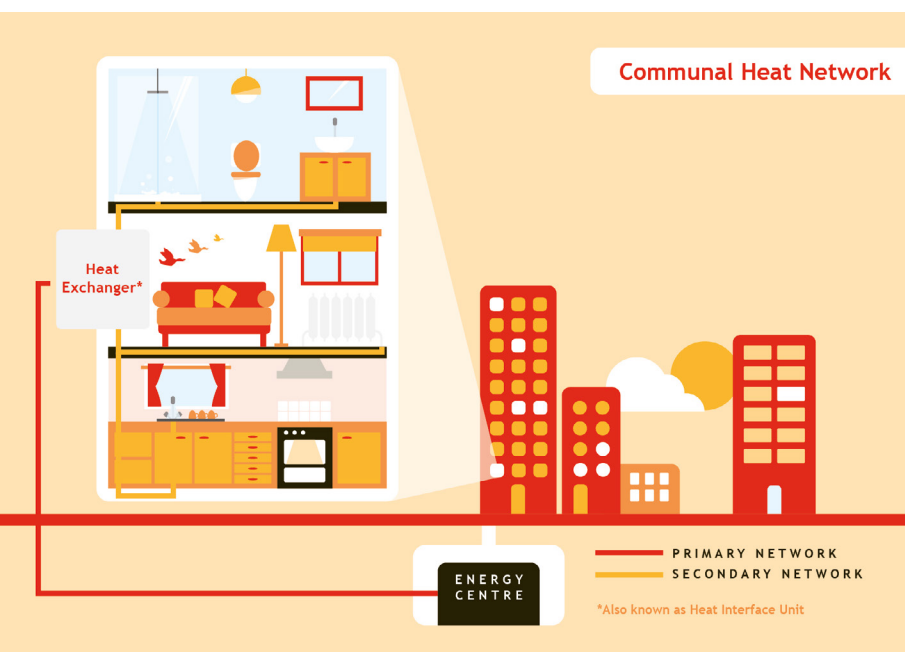 Communal Heat Network
Heat
Exchanger*
PRIMARY NETWORK
SECONDARY NETWORK
ENERGY
CENTRE
*Also known as Heat Interface Unit